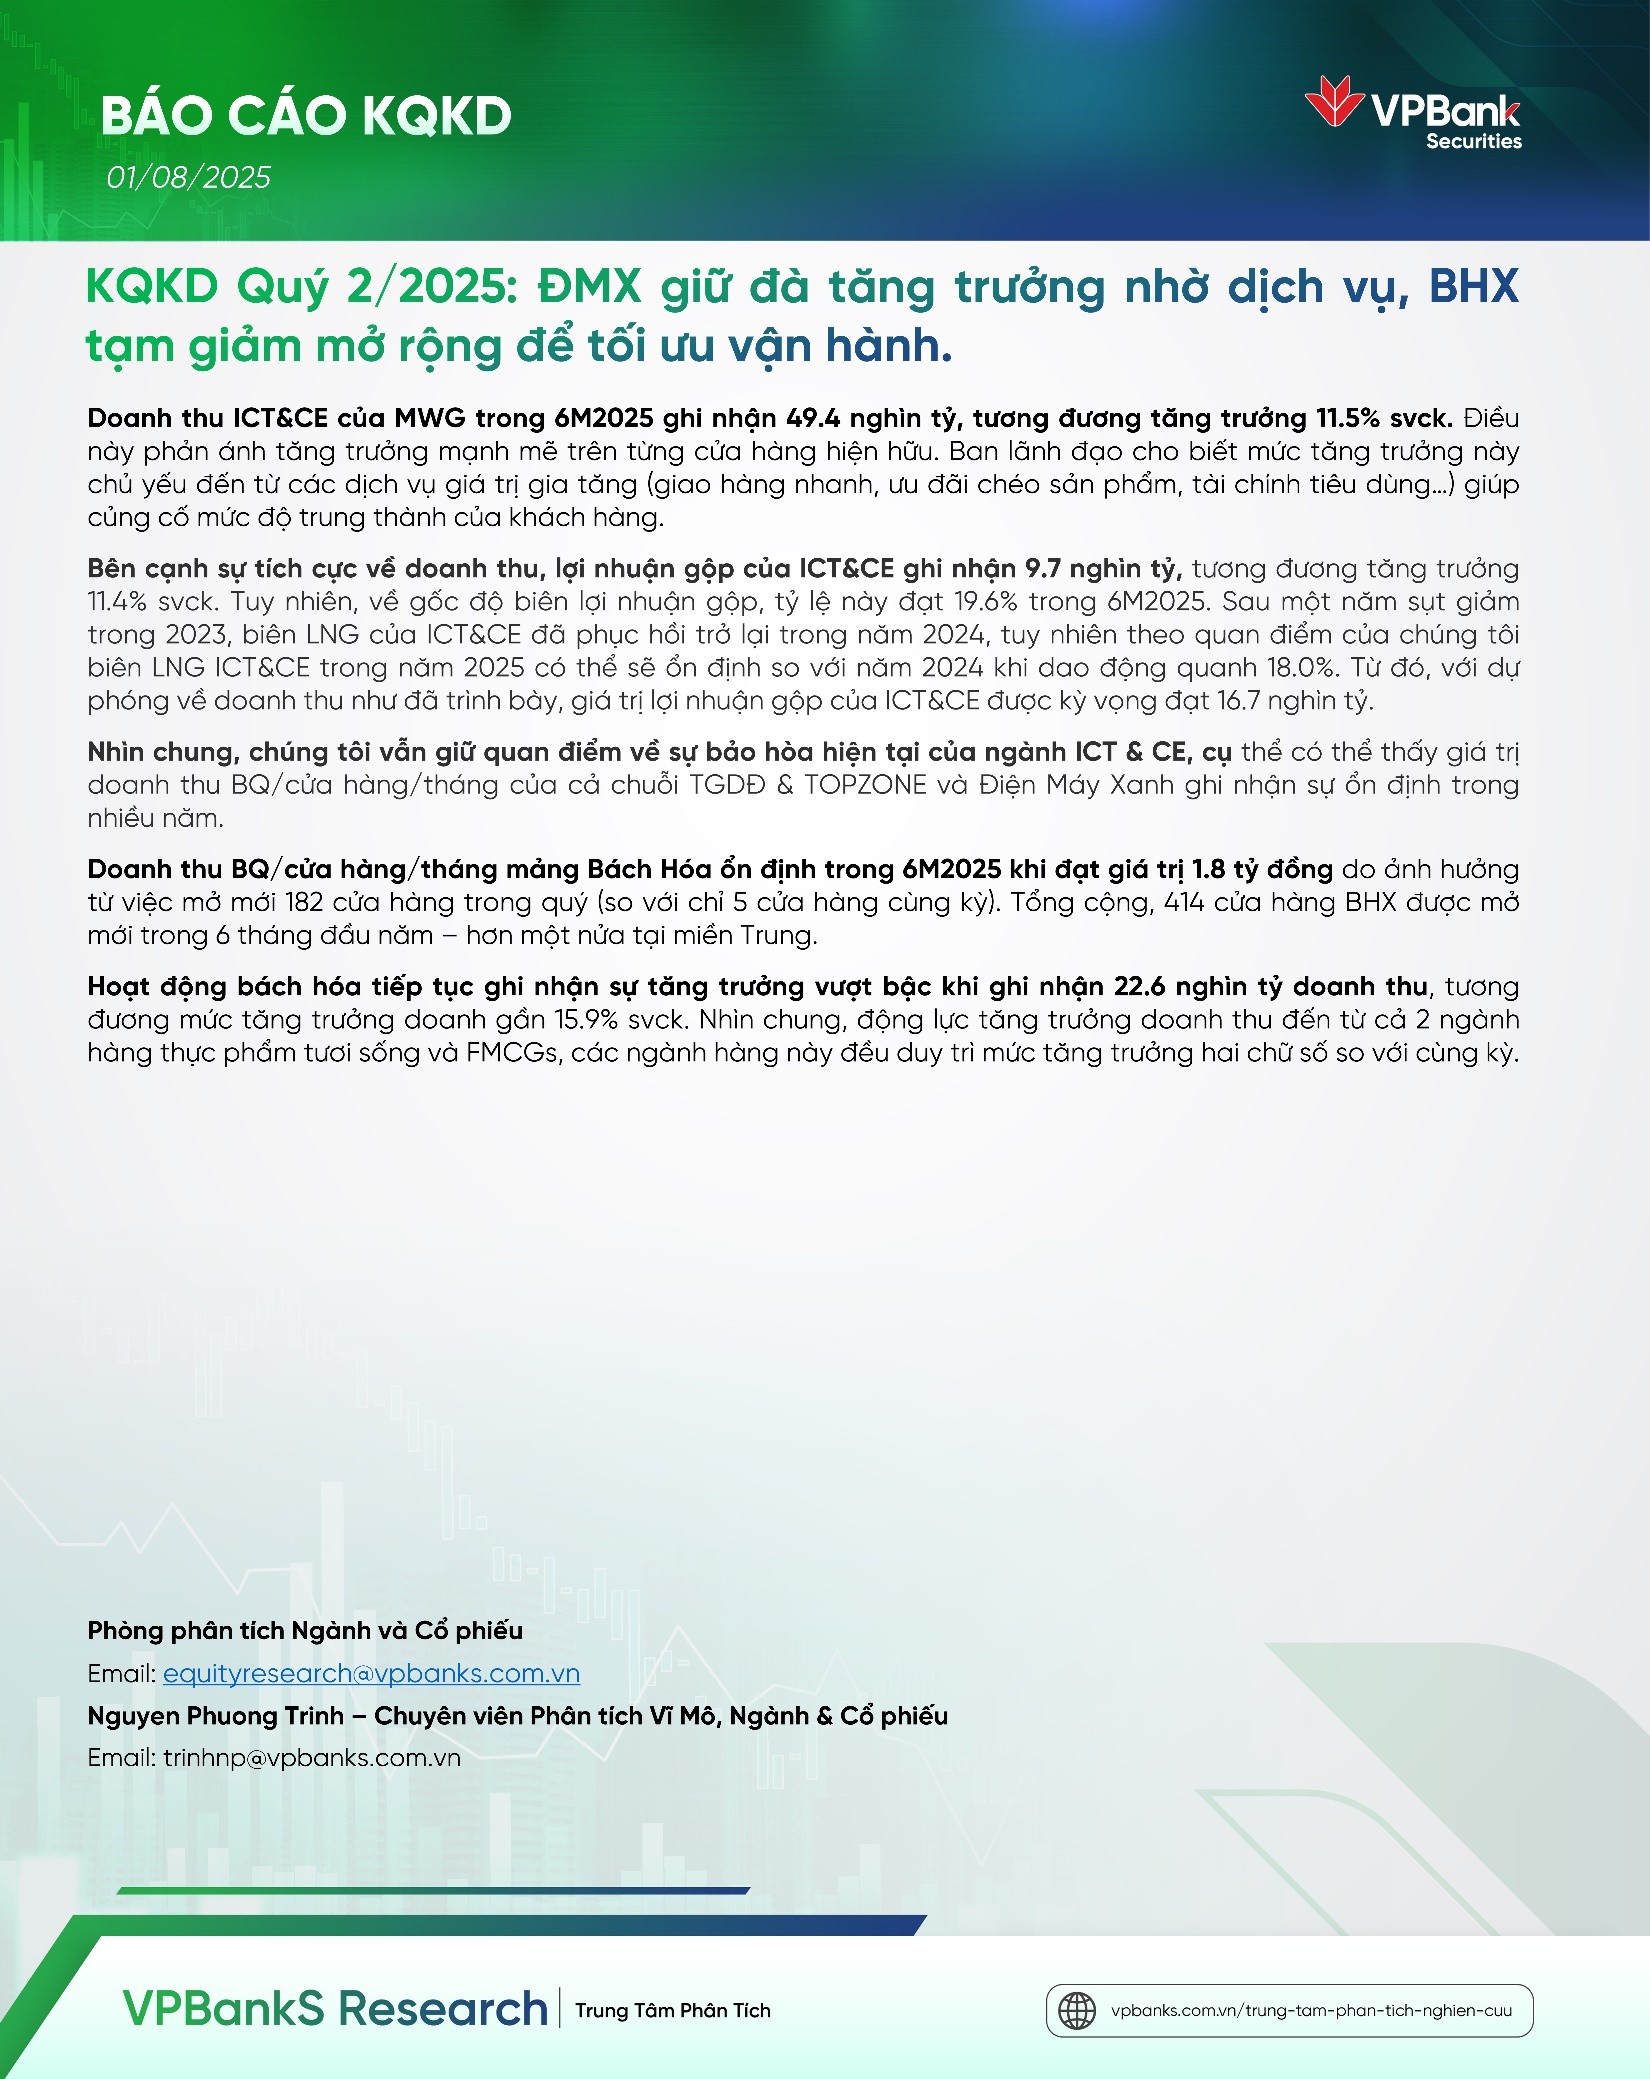 BÁO CÁO KQKD
01/08/2025
VPBank
Securities
KQKD Quý 2/2025: ĐMX giữ đà tăng trưởng nhờ dịch vụ, BHX
tạm giảm mở rộng để tối ưu vận hành.
Doanh thu ICT&CE của MWG trong 6M2025 ghi nhận 49.4 nghìn tỷ, tương đương tăng trưởng 11.5% svck. Điều
này phản ánh tăng trưởng mạnh mẽ trên từng cửa hàng hiện hữu. Ban lãnh đạo cho biết mức tăng trưởng này
chủ yếu đến từ các dịch vụ giá trị gia tăng (giao hàng nhanh, ưu đãi chéo sản phẩm, tài chính tiêu dùng…) giúp
củng cố mức độ trung thành của khách hàng.
Bên cạnh sự tích cực về doanh thu, lợi nhuận gộp của ICT&CE ghi nhận 9.7 nghìn tỷ, tương đương tăng trưởng
11.4% svck. Tuy nhiên, về gốc độ biên lợi nhuận gộp, tỷ lệ này đạt 19.6% trong 6M2025. Sau một năm sụt giảm
trong 2023, biên LNG của ICT&CE đã phục hồi trở lại trong năm 2024, tuy nhiên theo quan điểm của chúng tôi
biên LNG ICT&CE trong năm 2025 có thể sẽ ổn định so với năm 2024 khi dao động quanh 18.0%. Từ đó, với dự
phóng về doanh thu như đã trình bày, giá trị lợi nhuận gộp của ICT&CE được kỳ vọng đạt 16.7 nghìn tỷ.
Nhìn chung, chúng tôi vẫn giữ quan điểm về sự bảo hòa hiện tại của ngành ICT & CE, cụ thể có thể thấy giá trị
doanh thu BQ/cửa hàng/tháng của cả chuỗi TGDĐ & TOPZONE và Điện Máy Xanh ghi nhận sự ổn định trong
nhiều năm.
Doanh thu BQ/cửa hàng/tháng mảng Bách Hóa ổn định trong 6M2025 khi đạt giá trị 1.8 tỷ đồng do ảnh hưởng
từ việc mở mới 182 cửa hàng trong quý (so với chỉ 5 cửa hàng cùng kỳ). Tổng cộng, 414 cửa hàng BHX được mở
mới trong 6 tháng đầu năm – hơn một nửa tại miền Trung.
Hoạt động bách hóa tiếp tục ghi nhận sự tăng trưởng vượt bậc khi ghi nhận 22.6 nghìn tỷ doanh thu, tương
đương mức tăng trưởng doanh gần 15.9% svck. Nhìn chung, động lực tăng trưởng doanh thu đến từ cả 2 ngành
hàng thực phẩm tươi sống và FMCGs, các ngành hàng này đều duy trì mức tăng trưởng hai chữ số so với cùng kỳ.
Phòng phân tích Ngành và Cổ phiếu
Email: equityresearch@vpbanks.com.vn
Nguyen Phuong Trinh – Chuyên viên Phân tích Vĩ Mô, Ngành & Cổ phiếu
Email: trinhnp@vpbanks.com.vn
VPBankS Research Trung Tâm Phân Tích
vpbanks.com.vn/trung-tam-phan-tich-nghien-cuu